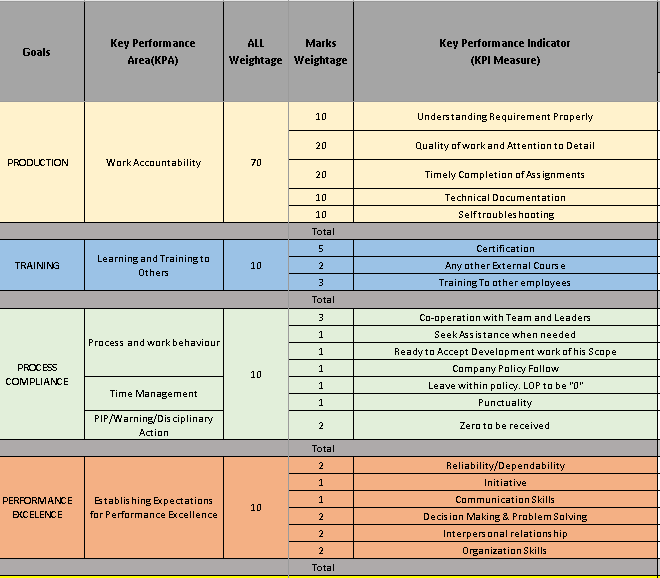 Goals
Key Performance
Area(KPA)
ALL
Weightage
Marks
Weightage
Key Performance Indicator
(KPI Measure)
PRODUCTION
Work Accountability
70
10 Understanding Requirement Properly
20 Quality of work and Attention to Detail
20 Timely Completion of Assignments
10 Technical Documentation
10 Self troubleshooting
Total
TRAINING
Learning and Training to
Others
10
5 Certification
2 Any other External Course
3 Training To other employees
Total
PROCESS
COMPLIANCE
Process and work behaviour
10
3 Co-operation with Team and Leaders
1 Seek Assistance when needed
1 Ready to Accept Development work of his Scope
1 Company Policy Follow
Time Management
1 Leave within policy. LOP to be "0"
1 Punctuality
PIP/Warning/Disciplinary
Action
2 Zero to be received
Total
PERFORMANCE
EXCELENCE
Establishing Expectations
for Performance Excellence
10
2 Reliability/Dependability
1 Initiative
1 Communication Skills
2 Decision Making & Problem Solving
2 Interpersonal relationship
2 Organization Skills
Total